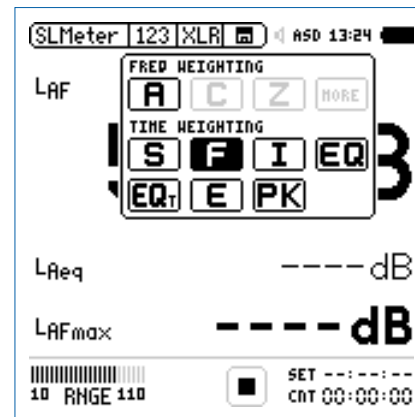 SLMeter 123 XLR ASD 13:24
LAF
FREQ WEIGHTING
A C Z MORE
TIME WEIGHTING
S F I EQ
EQT E PK
LAeq ----dB
LAFmax ----dB
SET --:--:--
10 RNGE 110
CNT 00:00:00